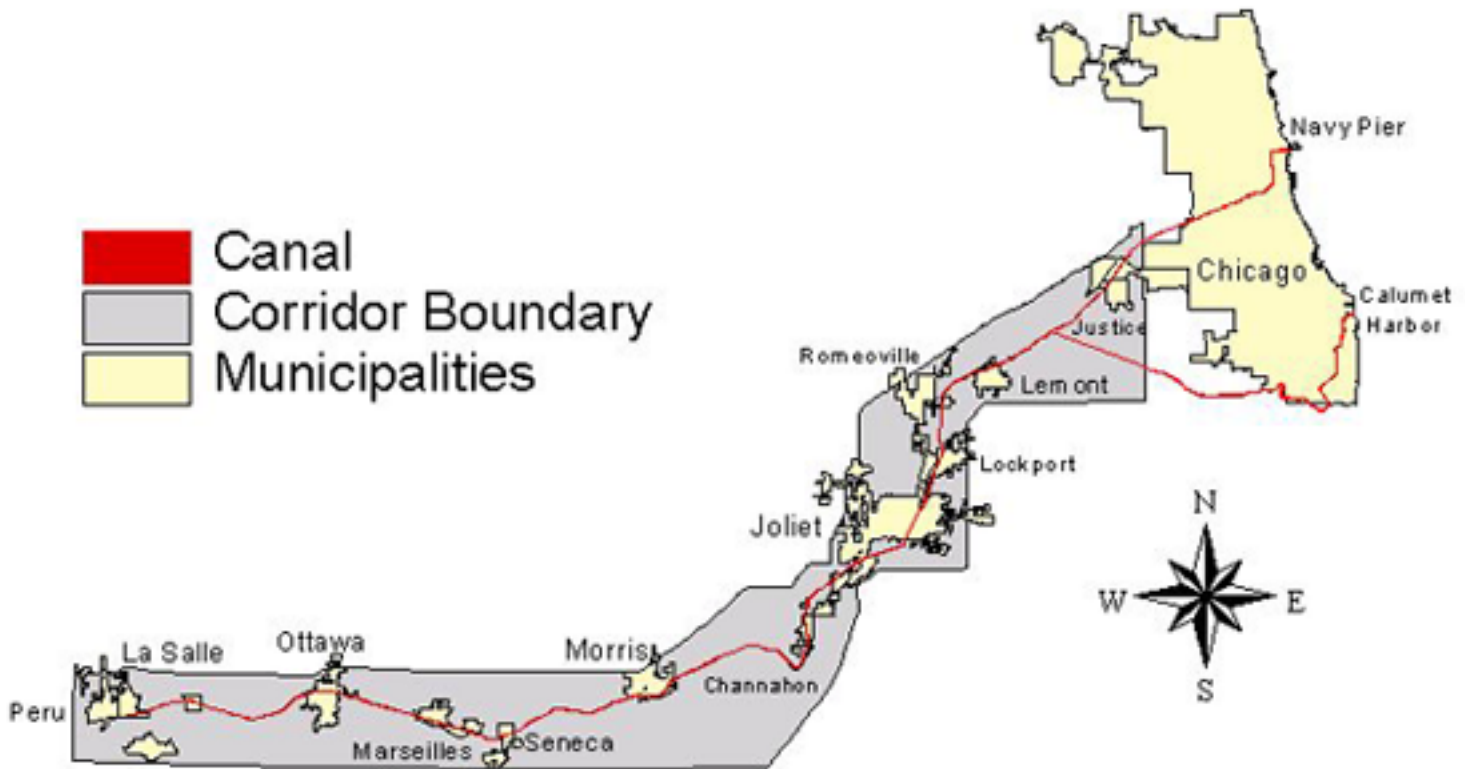 Navy Pier
Canal
Corridor Boundary
Municipalities
Chicago
Calumet
Harbor
Justice
Romeoville
Lemont
Lockport
Joliet
N
W
E
S
La Salle
Ottawa
Morris
Channahon
Peru
Marseilles
Seneca